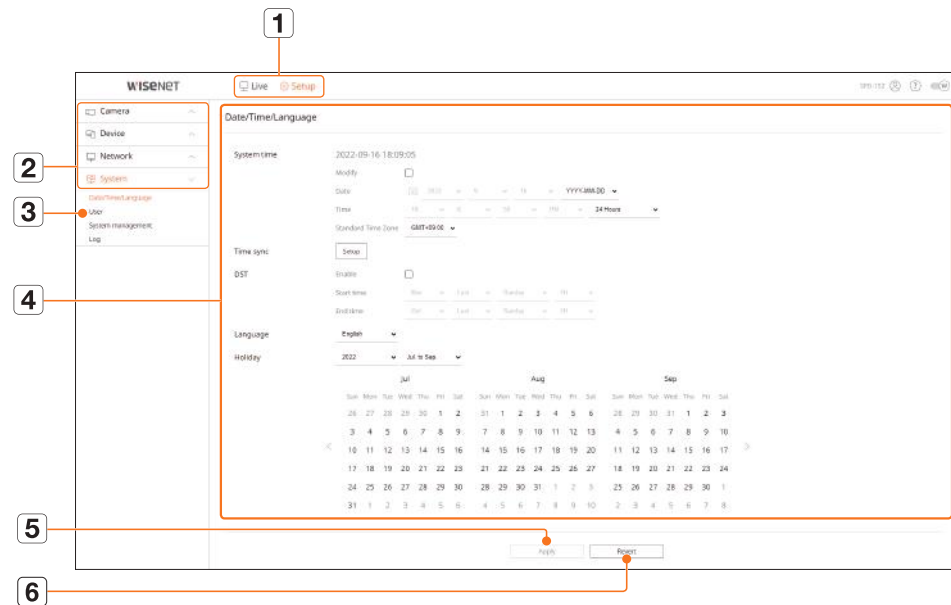 1
WISENET
Live Setup
Camera
Device
2
Network
System
Date/Time/Language
3
User
System management
Log
4
Date/Time/Language
System time 2022-09-16 18:09:05
Modify
Date YYYY-MM-DD
Time 24 Hours
Standard Time Zone GMT+09:00
Time sync Setup
DST Enable
Start time Last Sunday
End time Last Sunday
Language English
Holiday 2022 Jul to Sep
Jul Aug Sep
Sun Mon Tue Wed Thu Fri Sat Sun Mon Tue Wed Thu Fri Sat Sun Mon Tue Wed Thu Fri Sat
26 27 28 29 30 1 2 31 1 2 3 4 5 6 28 29 30 31 1 2 3
3 4 5 6 7 8 9 7 8 9 10 11 12 13 4 5 6 7 8 9 10
10 11 12 13 14 15 16 14 15 16 17 18 19 20 11 12 13 14 15 16 17
17 18 19 20 21 22 23 21 22 23 24 25 26 27 18 19 20 21 22 23 24
24 25 26 27 28 29 30 28 29 30 31 1 2 3 25 26 27 28 29 30 1
31 1 2 3 4 5 6 4 5 6 7 8 9 10 2 3 4 5 6 7 8
5
Apply Revert
6